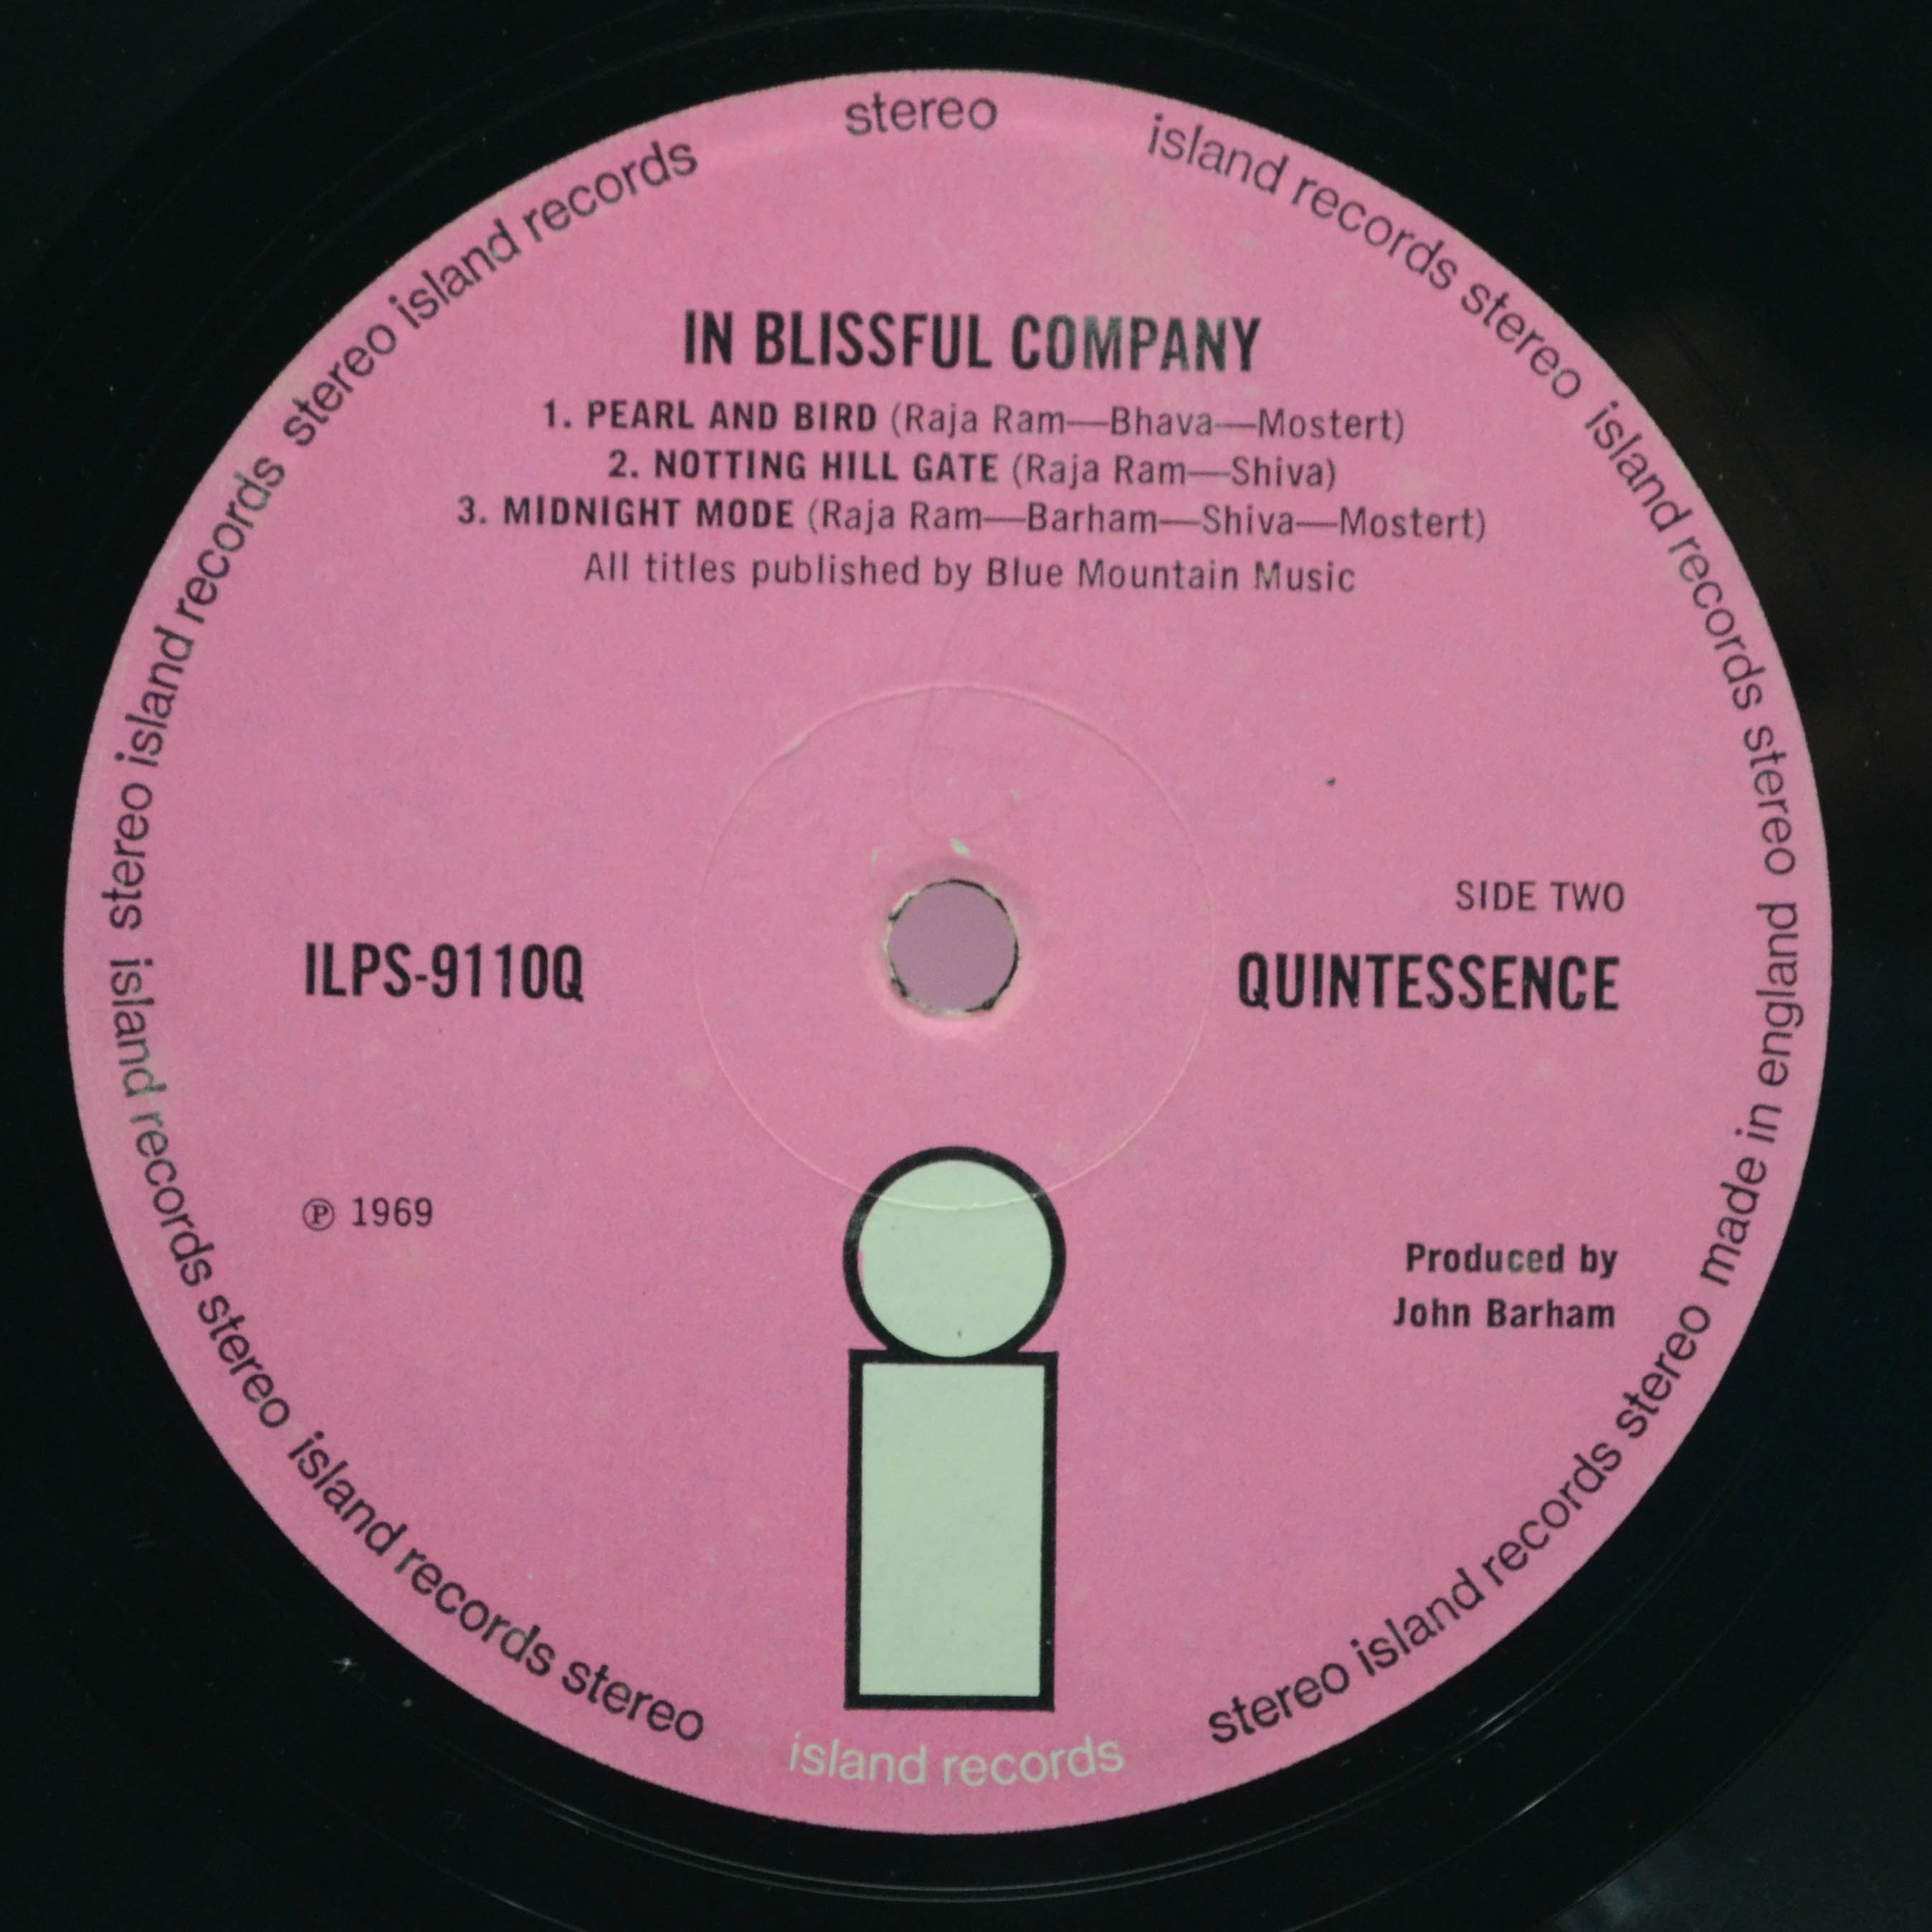 stereo
island records stereo island records stereo island records stereo made in england
IN BLISSFUL COMPANY
1. PEARL AND BIRD (Raja Ram—Bhava—Mostert)
2. NOTTING HILL GATE (Raja Ram—Shiva)
3. MIDNIGHT MODE (Raja Ram—Barham—Shiva—Mostert)
All titles published by Blue Mountain Music
SIDE TWO
ILPS-9110Q
QUINTESSENCE
℗ 1969
Produced by
John Barham
stereo island records stereo
island records
island records stereo island records stereo isl
stereo island records stereo island records stereo island records